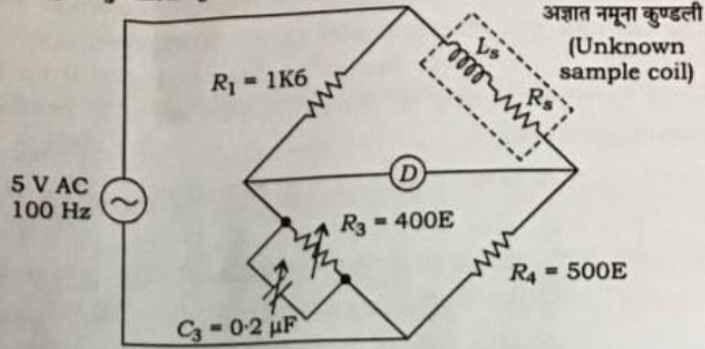 अज्ञात नमूना कुण्डली
(Unknown
sample coil)
Ls
R1 = 1K6
Rs
D
5 V AC
100 Hz
R3 = 400E
R4 = 500E
C3 = 0·2 μF